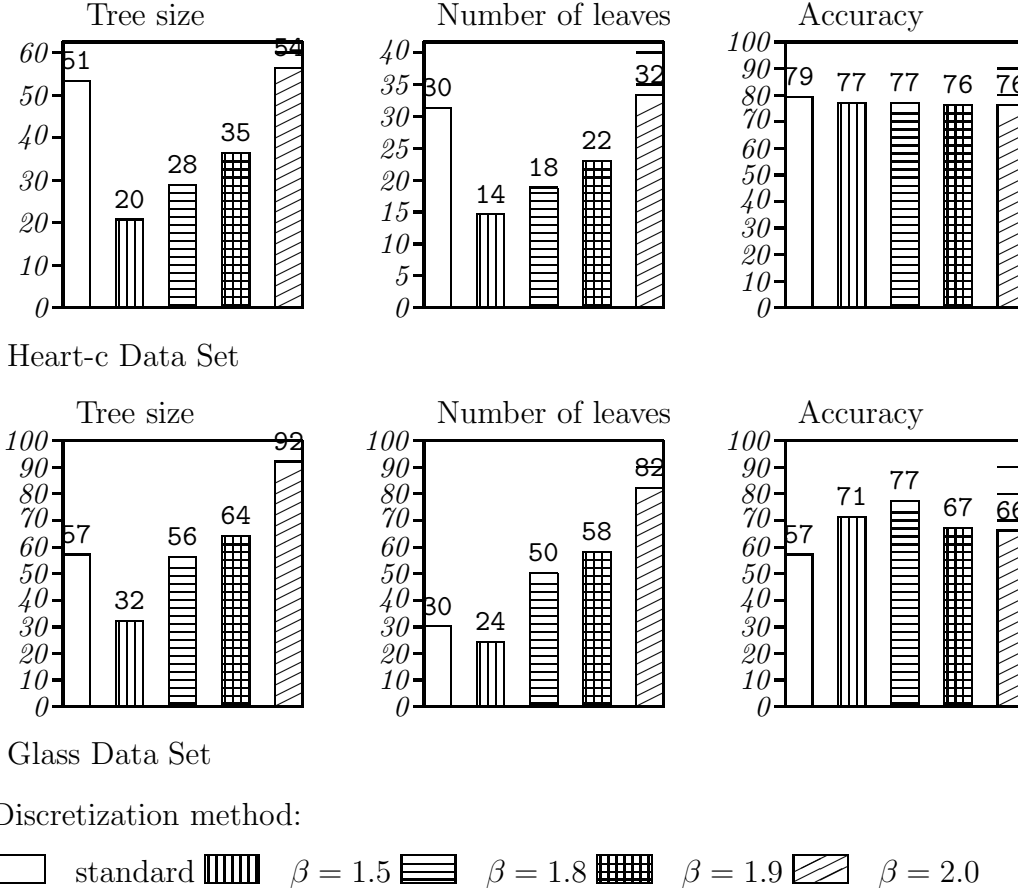 Tree size Number of leaves Accuracy
60 50 40 30 20 10 0 51 20 28 35 54
40 35 30 25 20 15 10 5 0 30 14 18 22 32
100 90 80 70 60 50 40 30 20 10 0 79 77 77 76 76
Heart-c Data Set
Tree size Number of leaves Accuracy
100 90 80 70 60 50 40 30 20 10 0 57 32 56 64 92
100 90 80 70 60 50 40 30 20 10 0 30 24 50 58 82
100 90 80 70 60 50 40 30 20 10 0 57 71 77 67 66
Glass Data Set
Discretization method:
standard β = 1.5 β = 1.8 β = 1.9 β = 2.0